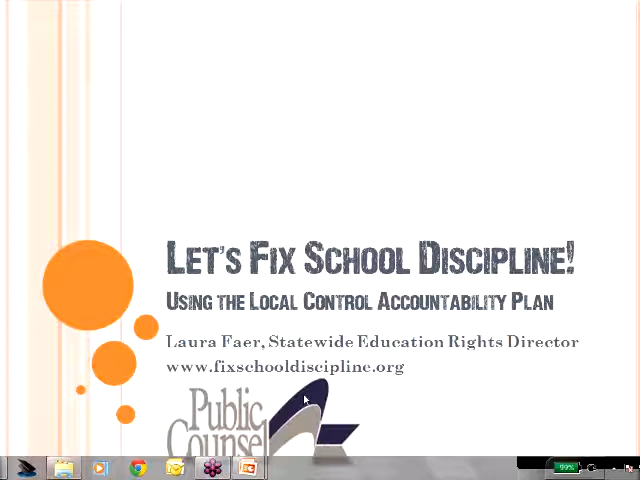 Let's Fix School Discipline!
Using the Local Control Accountability Plan
Laura Faer, Statewide Education Rights Director
www.fixschooldiscipline.org
Public
Counsel
99%